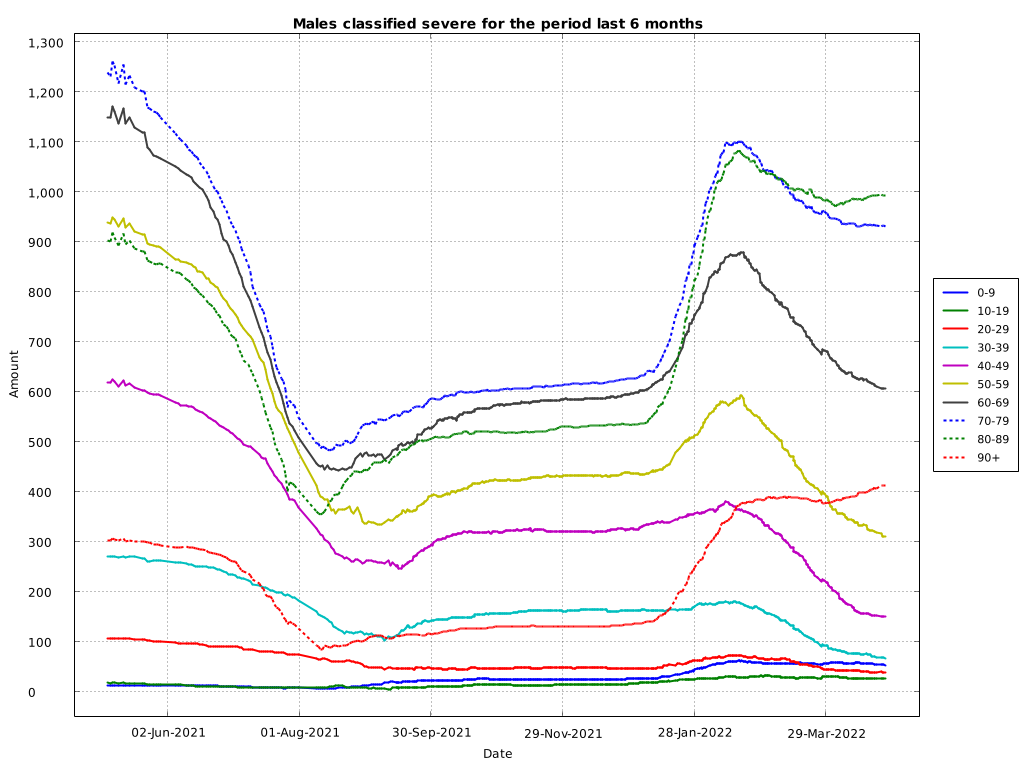 Males classified severe for the period last 6 months
1,300
1,200
1,100
1,000
900
800
700
600
500
400
300
200
100
0
Amount
02-Jun-2021
01-Aug-2021
30-Sep-2021
29-Nov-2021
28-Jan-2022
29-Mar-2022
Date
0-9
10-19
20-29
30-39
40-49
50-59
60-69
70-79
80-89
90+